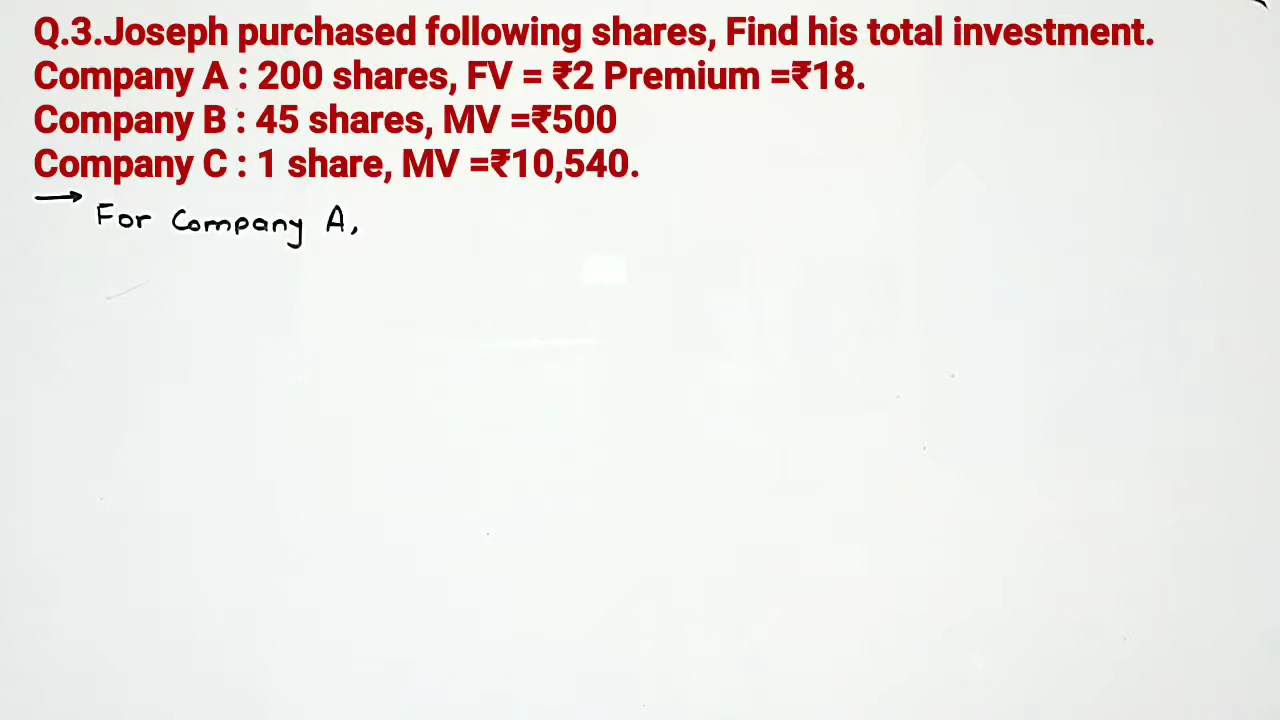 Q.3.Joseph purchased following shares, Find his total investment.
Company A : 200 shares, FV = ₹2 Premium =₹18.
Company B : 45 shares, MV =₹500
Company C : 1 share, MV =₹10,540.
→ For Company A,